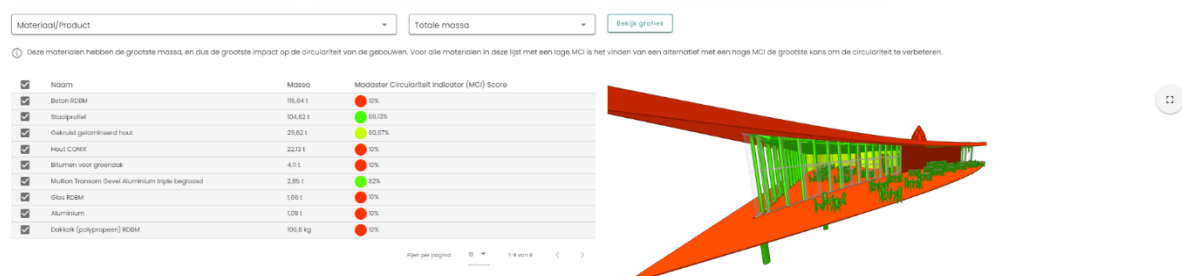 Materiaal/Product
Totale massa
Bekijk grafiek
Deze materialen hebben de grootste massa, en dus de grootste impact op de circulariteit van de gebouwen. Voor alle materialen in deze lijst met een lage MCI is het vinden van een alternatief met een hoge MCI de grootste kans om de circulariteit te verbeteren.
Naam Massa Madaster Circulariteit Indicator (MCI) Score
Beton RDBM 115,64 t 10%
Staalprofiel 104,62 t 86,13%
Gekruist gelamineerd hout 29,62 t 60,67%
Hout CONIX 22,13 t 10%
Bitumen voor groendak 4,11 t 10%
Mullion Transom Gevel Aluminium triple beglaasd 2,85 t 82%
Glas RDBM 1,66 t 10%
Aluminium 1,09 t 10%
Dakkolk (polypropeen) RDBM 106,6 kg 10%
Rijen per pagina: 10 1-9 van 9